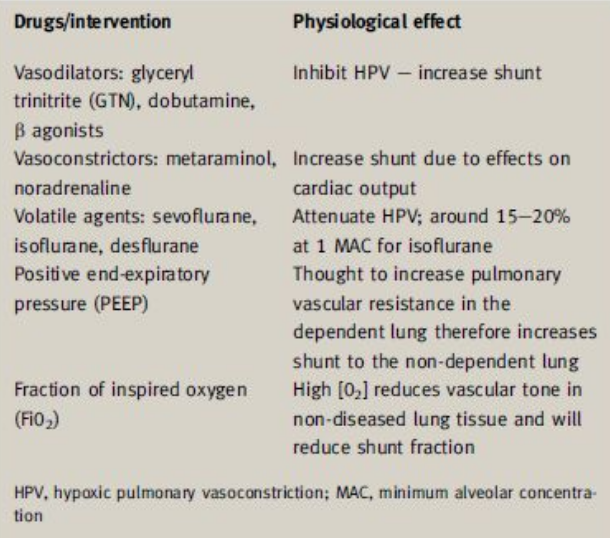 Drugs/intervention Physiological effect
Vasodilators: glyceryl Inhibit HPV — increase shunt
trinitrite (GTN), dobutamine,
β agonists
Vasoconstrictors: metaraminol, Increase shunt due to effects on
noradrenaline cardiac output
Volatile agents: sevoflurane, Attenuate HPV; around 15—20%
isoflurane, desflurane at 1 MAC for isoflurane
Positive end-expiratory Thought to increase pulmonary
pressure (PEEP) vascular resistance in the
dependent lung therefore increases
shunt to the non-dependent lung
Fraction of inspired oxygen High [O₂] reduces vascular tone in
(FiO₂) non-diseased lung tissue and will
reduce shunt fraction
HPV, hypoxic pulmonary vasoconstriction; MAC, minimum alveolar concentra-
tion